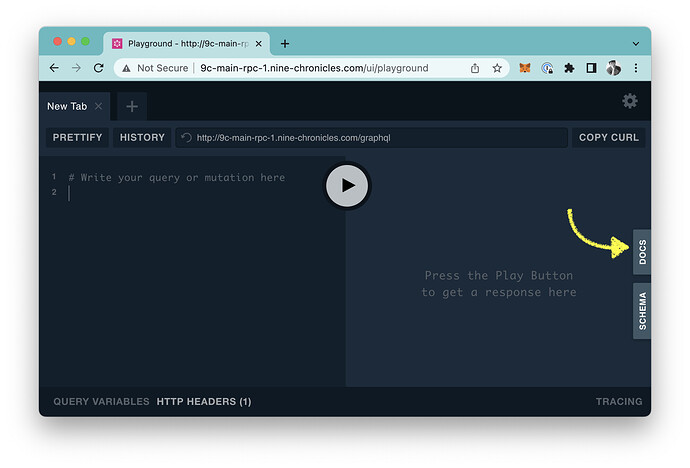 Playground - http://9c-main-rp
Not Secure | 9c-main-rpc-1.nine-chronicles.com/ui/playground
New Tab
PRETTIFY HISTORY http://9c-main-rpc-1.nine-chronicles.com/graphql COPY CURL
1 # Write your query or mutation here
2
DOCS
Press the Play Button
to get a response here
SCHEMA
QUERY VARIABLES HTTP HEADERS (1) TRACING